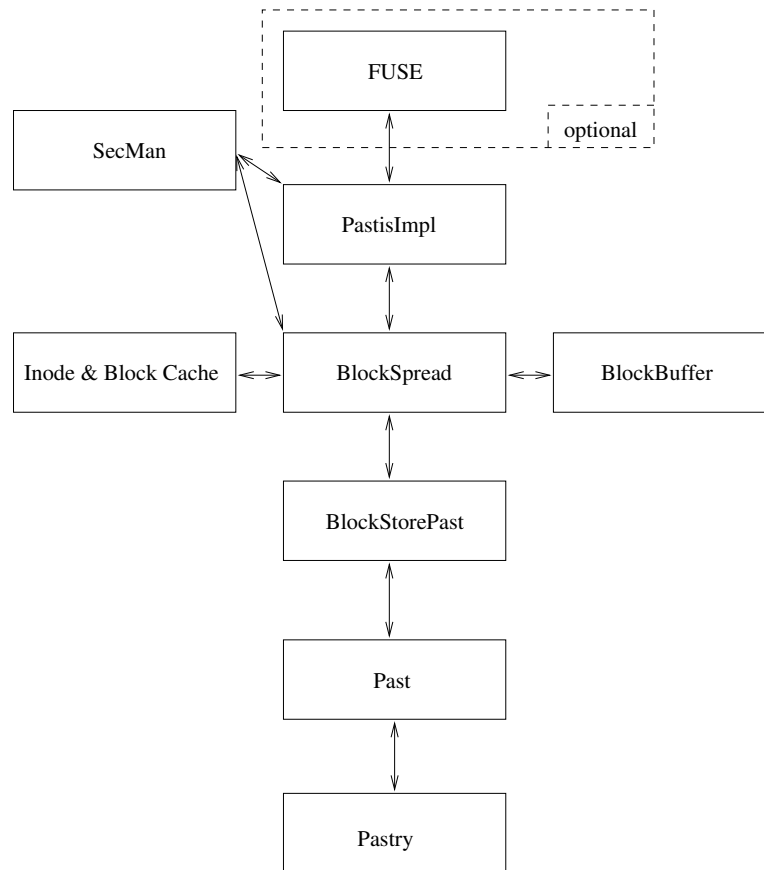 FUSE
optional
SecMan
PastisImpl
Inode & Block Cache
BlockSpread
BlockBuffer
BlockStorePast
Past
Pastry